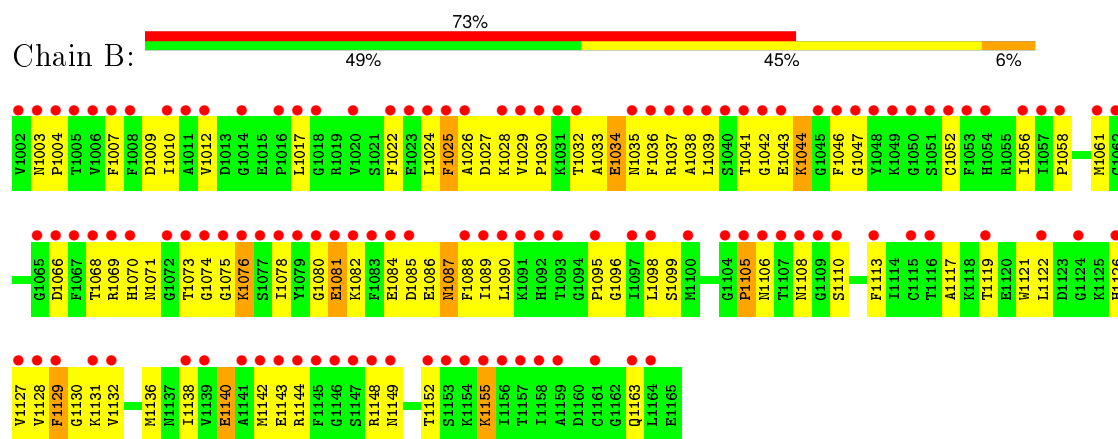 73%
Chain B:
49% 45% 6%
V1002 N1003 P1004 T1005 V1006 F1007 F1008 D1009 I1010 A1011 V1012 D1013 G1014 E1015 P1016 L1017 G1018 R1019 V1020 S1021 F1022 E1023 L1024 F1025 A1026 D1027 K1028 V1029 P1030 K1031 T1032 A1033 E1034 N1035 F1036 R1037 A1038 L1039 S1040 T1041 G1042 E1043 K1044 G1045 F1046 G1047 Y1048 K1049 G1050 S1051 C1052 F1053 H1054 R1055 I1056 I1057 P1058 M1061 C1062
G1065 D1066 F1067 T1068 R1069 H1070 N1071 G1072 T1073 G1074 G1075 K1076 S1077 I1078 Y1079 G1080 E1081 K1082 F1083 E1084 D1085 E1086 N1087 F1088 I1089 L1090 K1091 H1092 T1093 G1094 P1095 G1096 I1097 L1098 S1099 M1100 G1104 P1105 N1106 T1107 N1108 G1109 S1110 F1113 I1114 C1115 T1116 A1117 K1118 T1119 E1120 W1121 L1122 D1123 G1124 K1125 H1126
V1127 V1128 F1129 G1130 K1131 V1132 M1136 N1137 I1138 V1139 E1140 A1141 M1142 E1143 R1144 F1145 G1146 S1147 R1148 N1149 T1152 S1153 K1154 K1155 I1156 T1157 I1158 A1159 D1160 C1161 G1162 Q1163 L1164 E1165